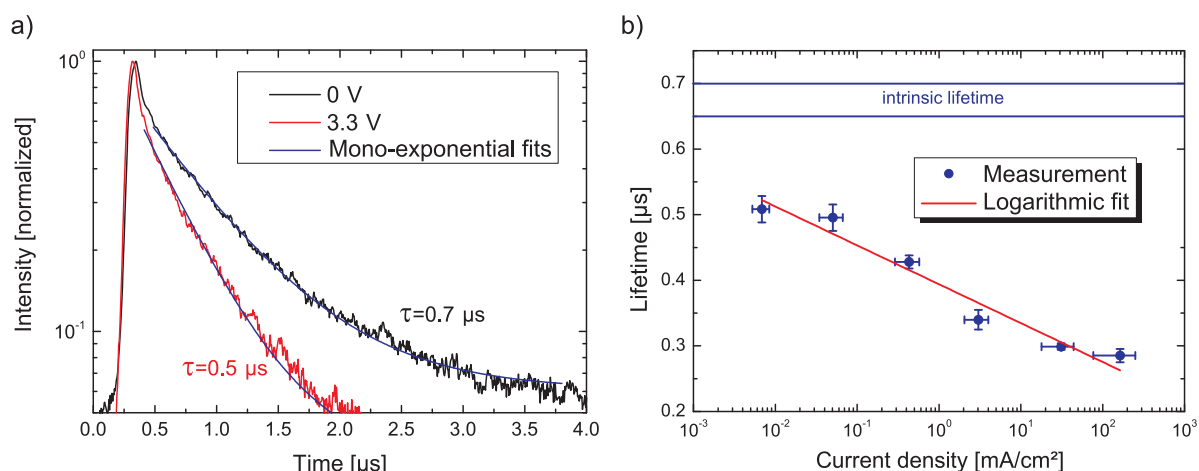 a)
Intensity [normalized]
10⁰
10⁻¹
0 V
3.3 V
Mono-exponential fits
τ=0.7 µs
τ=0.5 µs
0.0 0.5 1.0 1.5 2.0 2.5 3.0 3.5 4.0
Time [µs]
b)
Lifetime [µs]
0.7
0.6
0.5
0.4
0.3
0.2
intrinsic lifetime
Measurement
Logarithmic fit
10⁻³ 10⁻² 10⁻¹ 10⁰ 10¹ 10² 10³
Current density [mA/cm²]